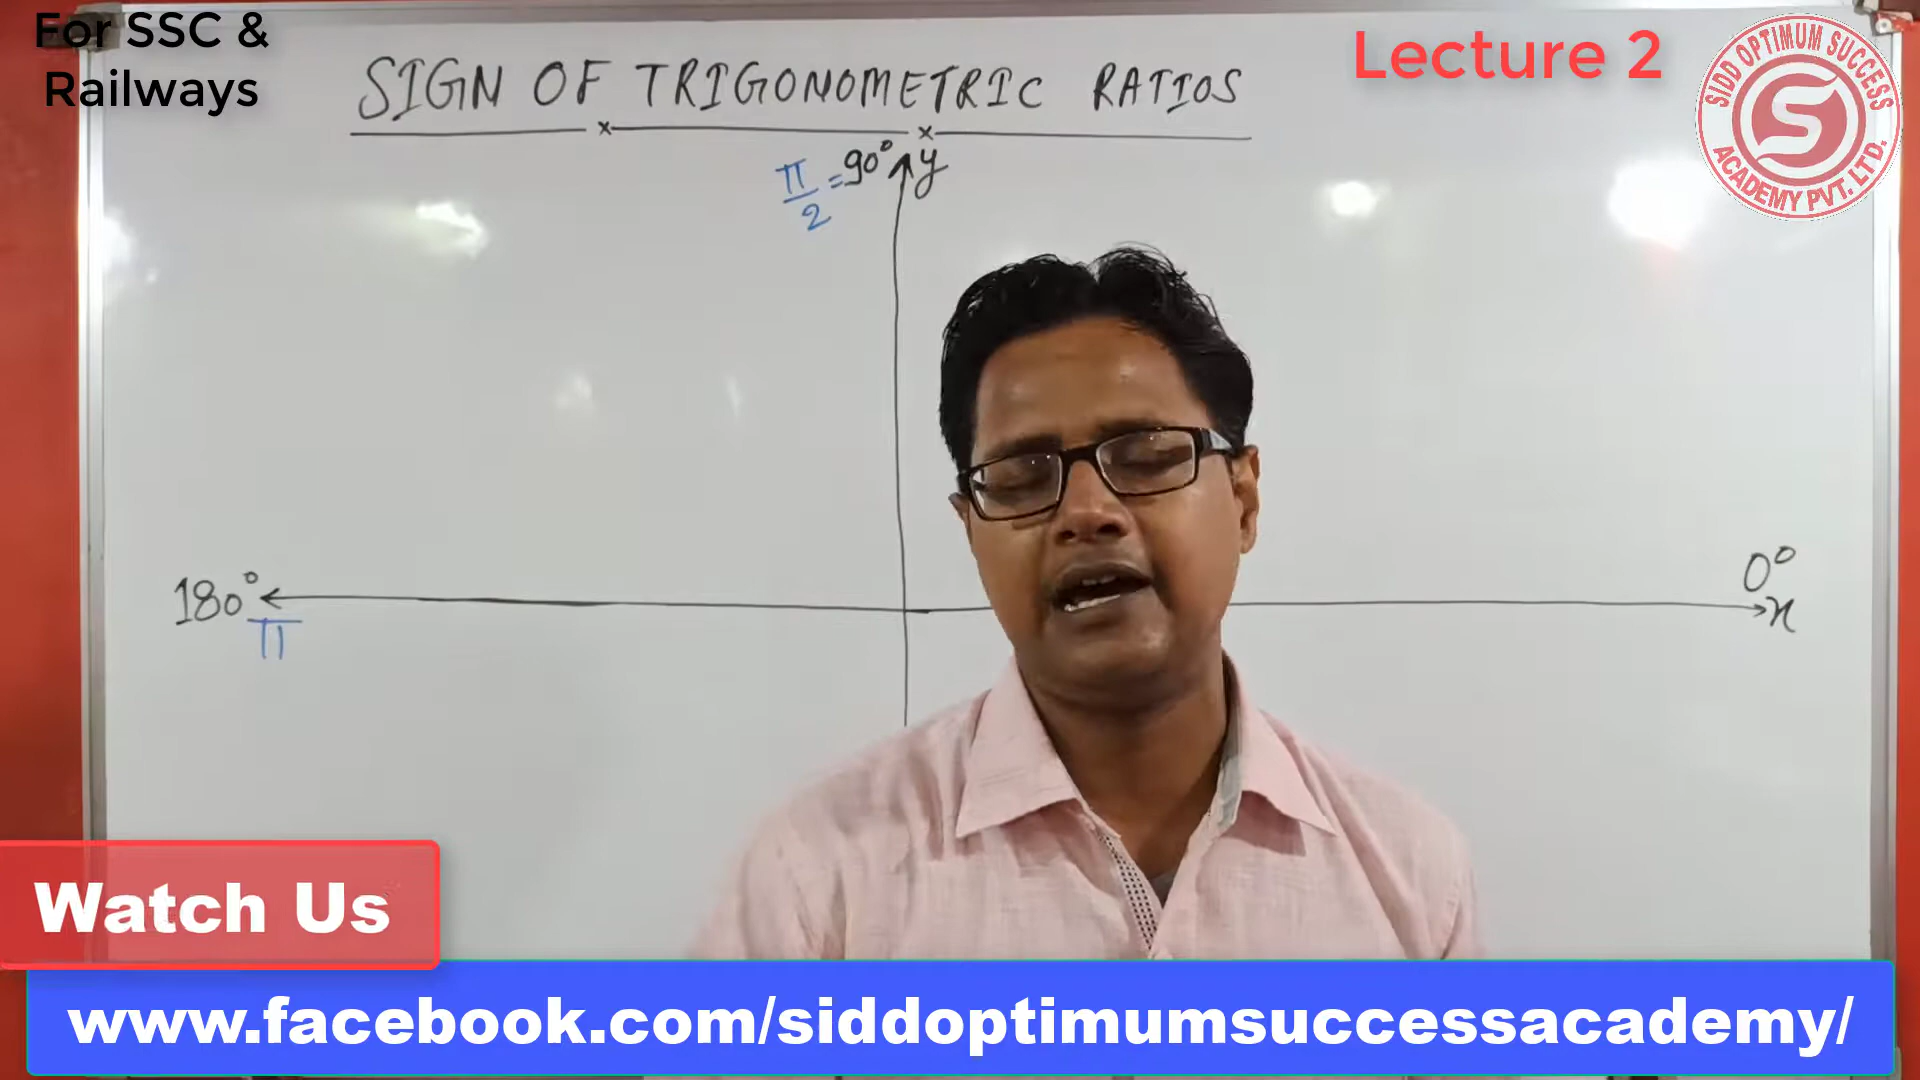 For SSC &
Railways
Lecture 2
SIDD OPTIMUM SUCCESS
ACADEMY PVT. LTD.
S
SIGN OF TRIGONOMETRIC RATIOS
π/2 = 90° y
180°
π
0°
x
Watch Us
www.facebook.com/siddoptimumsuccessacademy/